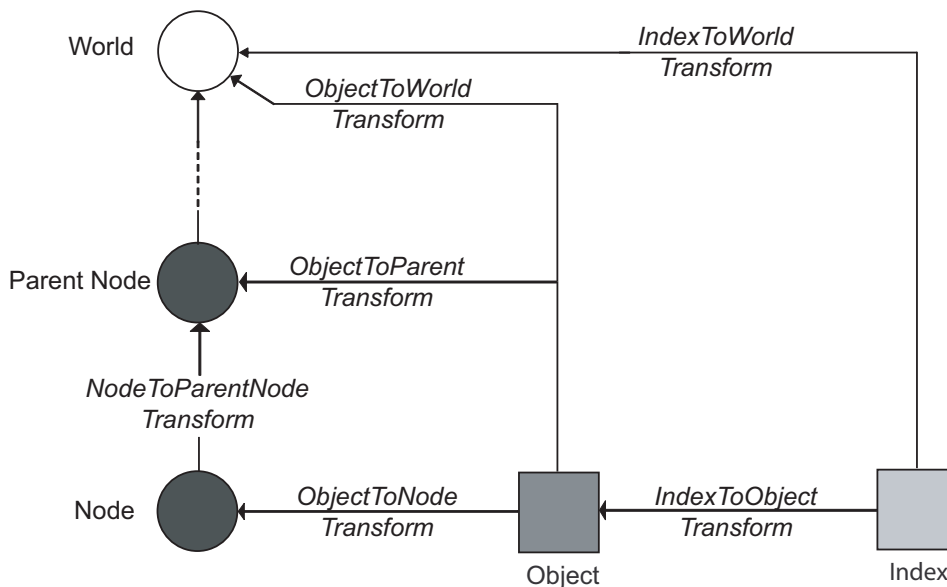 World
IndexToWorld
Transform
ObjectToWorld
Transform
Parent Node
ObjectToParent
Transform
NodeToParentNode
Transform
Node
ObjectToNode
Transform
IndexToObject
Transform
Object
Index